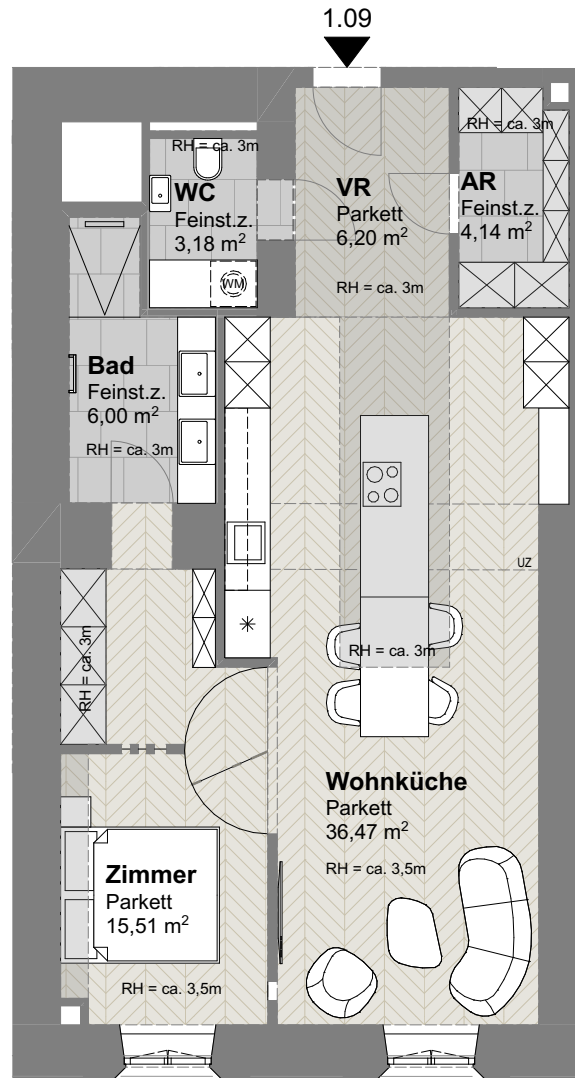 1.09
RH = ca. 3m
WC
Feinst.z.
3,18 m²
WM
VR
Parkett
6,20 m²
RH = ca. 3m
RH = ca. 3m
AR
Feinst.z.
4,14 m²
Bad
Feinst.z.
6,00 m²
RH = ca. 3m
UZ
RH = ca. 3m
RH = ca. 3m
Wohnküche
Parkett
36,47 m²
RH = ca. 3,5m
Zimmer
Parkett
15,51 m²
RH = ca. 3,5m